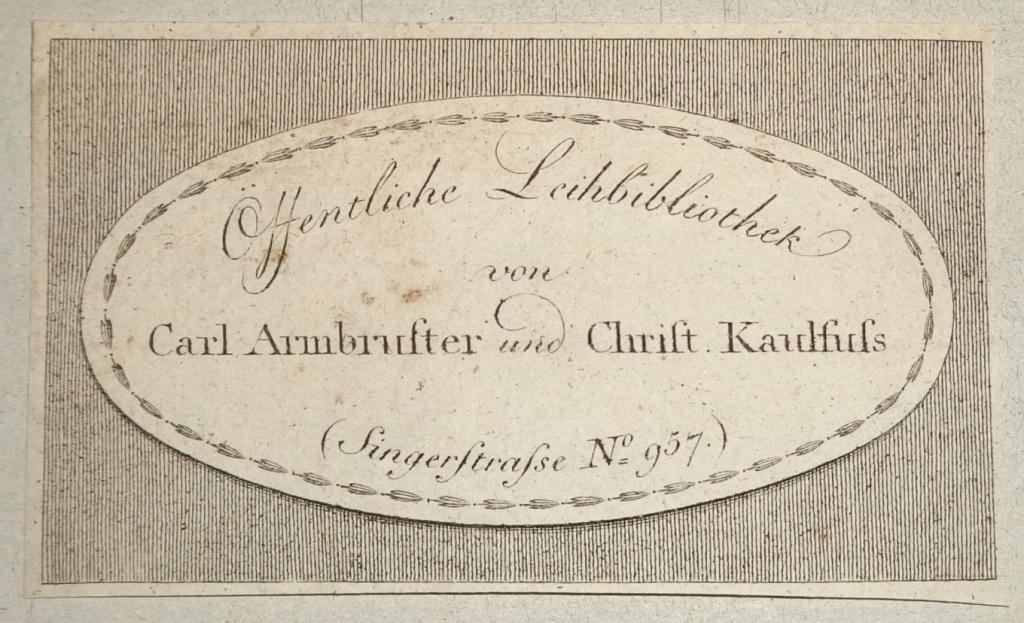 Öffentliche Leihbibliothek
von
Carl Armbruſter und Chriſt. Kaulfuſs
(Singerſtraſse Nº 957.)